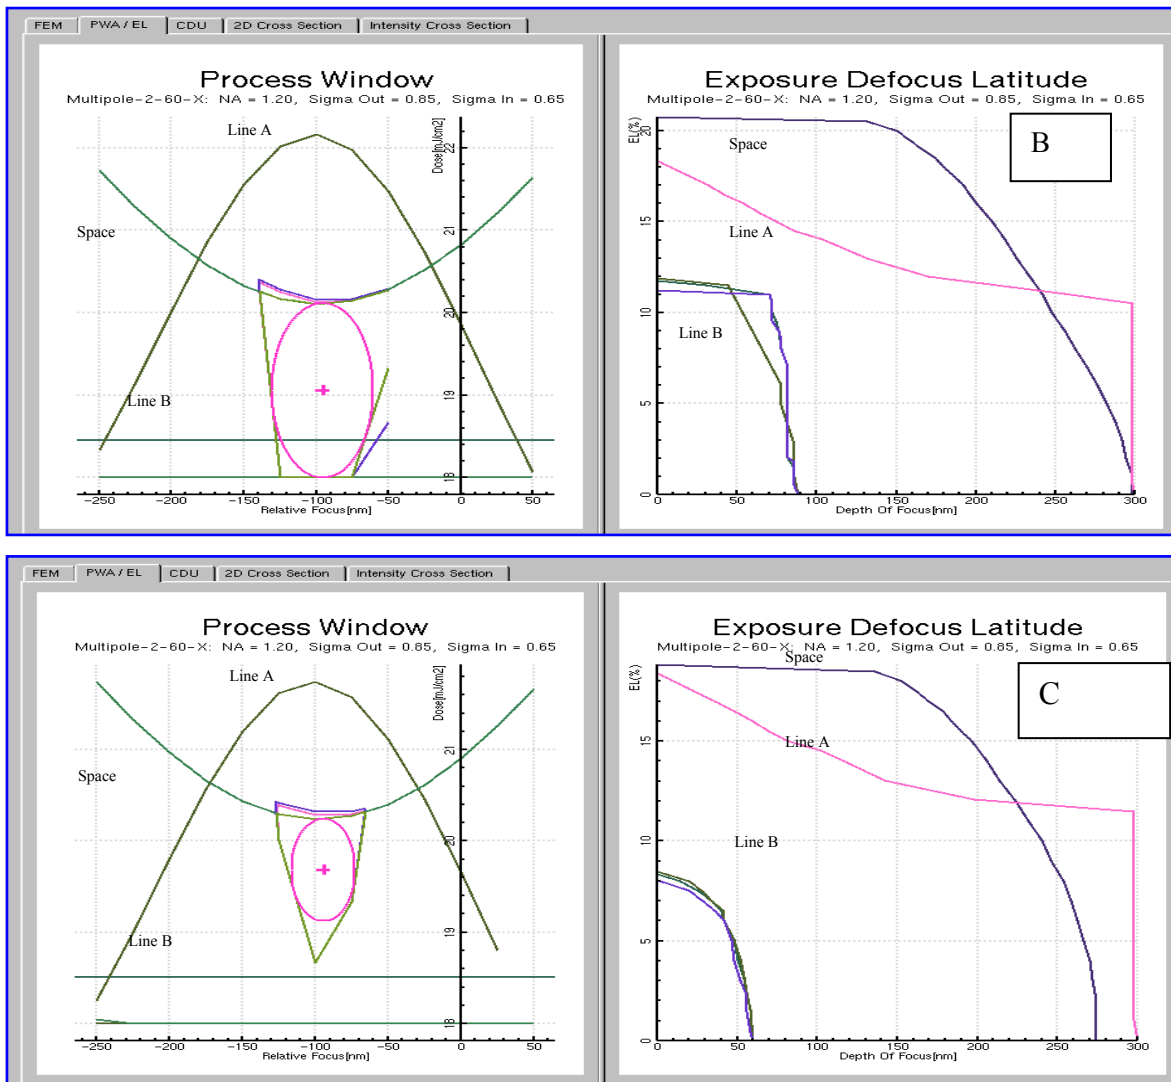 FEM PWA / EL CDU 2D Cross Section Intensity Cross Section
Process Window
Multipole-2-60-X: NA = 1.20, Sigma Out = 0.85, Sigma In = 0.65
Line A
Space
Line B
Dose[mJ/cm2]
22
21
20
19
18
-250 -200 -150 -100 -50 0 50
Relative Focus[nm]
Exposure Defocus Latitude
Multipole-2-60-X: NA = 1.20, Sigma Out = 0.85, Sigma In = 0.65
B
Space
Line A
Line B
EL(%)
20
15
10
5
0
0 50 100 150 200 250 300
Depth Of Focus[nm]
FEM PWA / EL CDU 2D Cross Section Intensity Cross Section
Process Window
Multipole-2-60-X: NA = 1.20, Sigma Out = 0.85, Sigma In = 0.65
Line A
Space
Line B
Dose[mJ/cm2]
21
20
19
18
-250 -200 -150 -100 -50 0 50
Relative Focus[nm]
Exposure Defocus Latitude
Multipole-2-60-X: NA = 1.20, Sigma Out = 0.85, Sigma In = 0.65
Space
C
Line A
Line B
EL(%)
15
10
5
0
0 50 100 150 200 250 300
Depth Of Focus[nm]